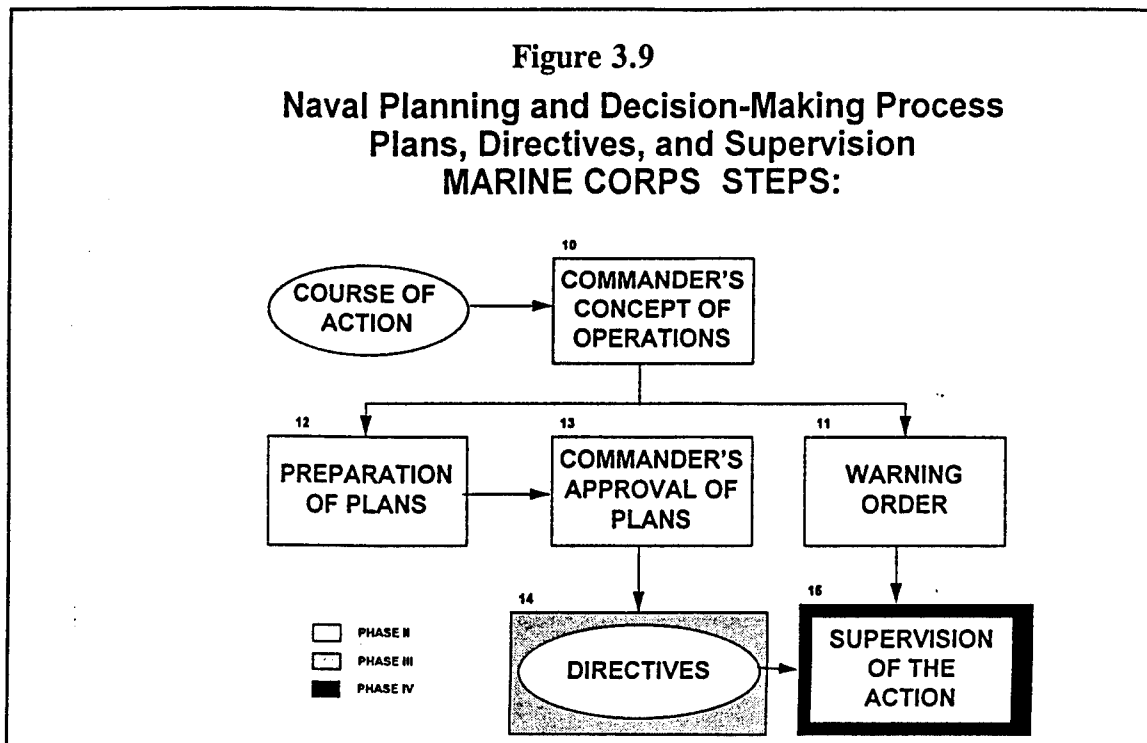 Figure 3.9
Naval Planning and Decision-Making Process
Plans, Directives, and Supervision
MARINE CORPS STEPS:
10
COURSE OF
ACTION
COMMANDER'S
CONCEPT OF
OPERATIONS
12
PREPARATION
OF PLANS
13
COMMANDER'S
APPROVAL OF
PLANS
11
WARNING
ORDER
14
DIRECTIVES
15
SUPERVISION
OF THE
ACTION
PHASE II
PHASE III
PHASE IV